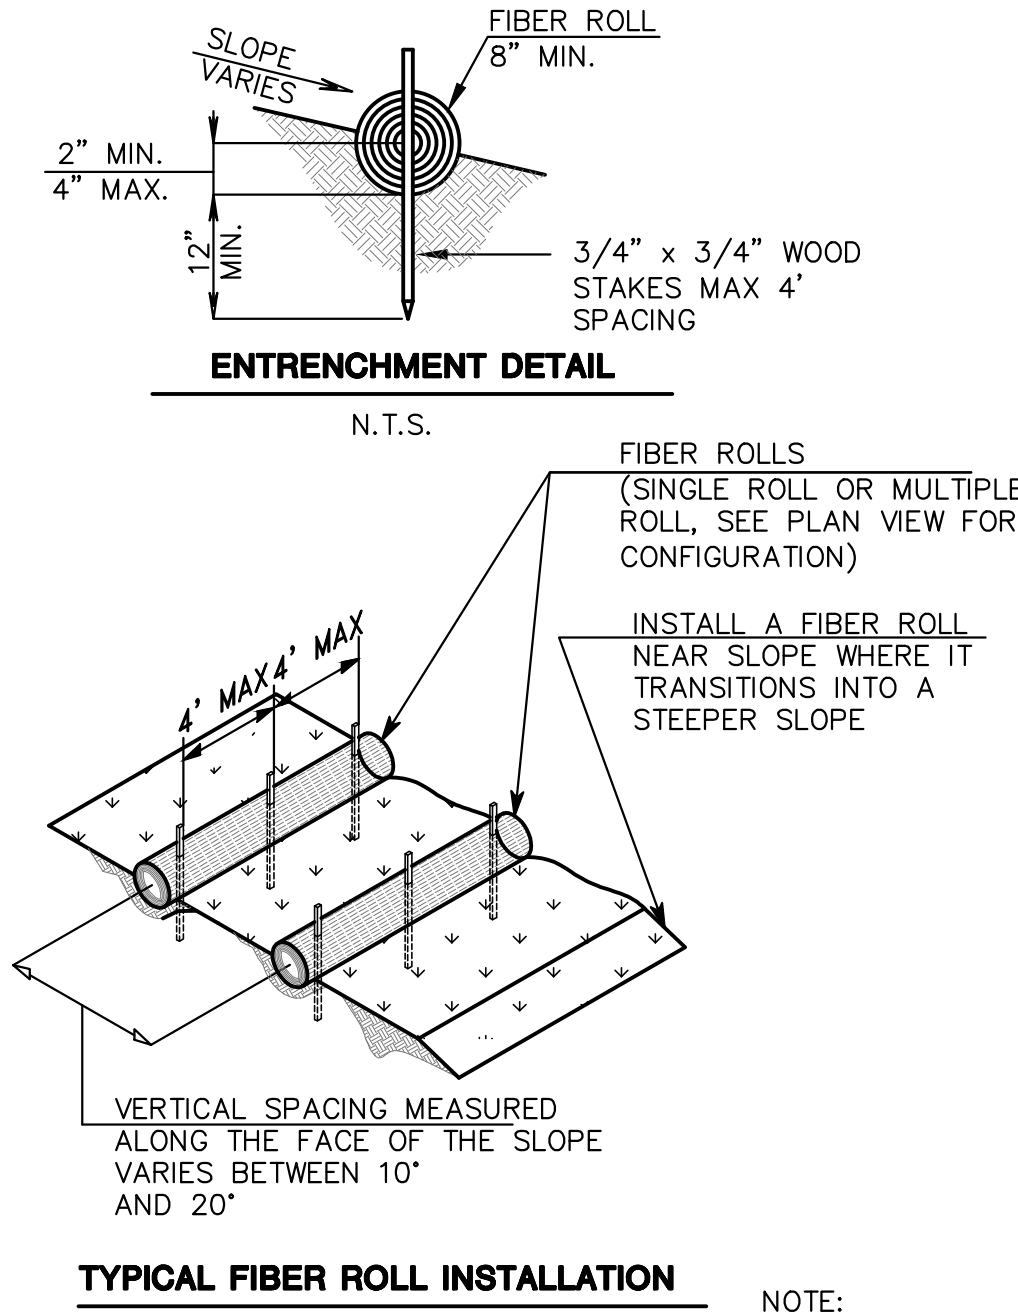 FIBER ROLL
8” MIN.
SLOPE
VARIES
2” MIN.
4” MAX.
12”
MIN.
3/4” x 3/4” WOOD
STAKES MAX 4’
SPACING
ENTRENCHMENT DETAIL
N.T.S.
FIBER ROLLS
(SINGLE ROLL OR MULTIPLE
ROLL, SEE PLAN VIEW FOR
CONFIGURATION)
INSTALL A FIBER ROLL
NEAR SLOPE WHERE IT
TRANSITIONS INTO A
STEEPER SLOPE
4’ MAX
4’ MAX
VERTICAL SPACING MEASURED
ALONG THE FACE OF THE SLOPE
VARIES BETWEEN 10°
AND 20°
TYPICAL FIBER ROLL INSTALLATION
NOTE: